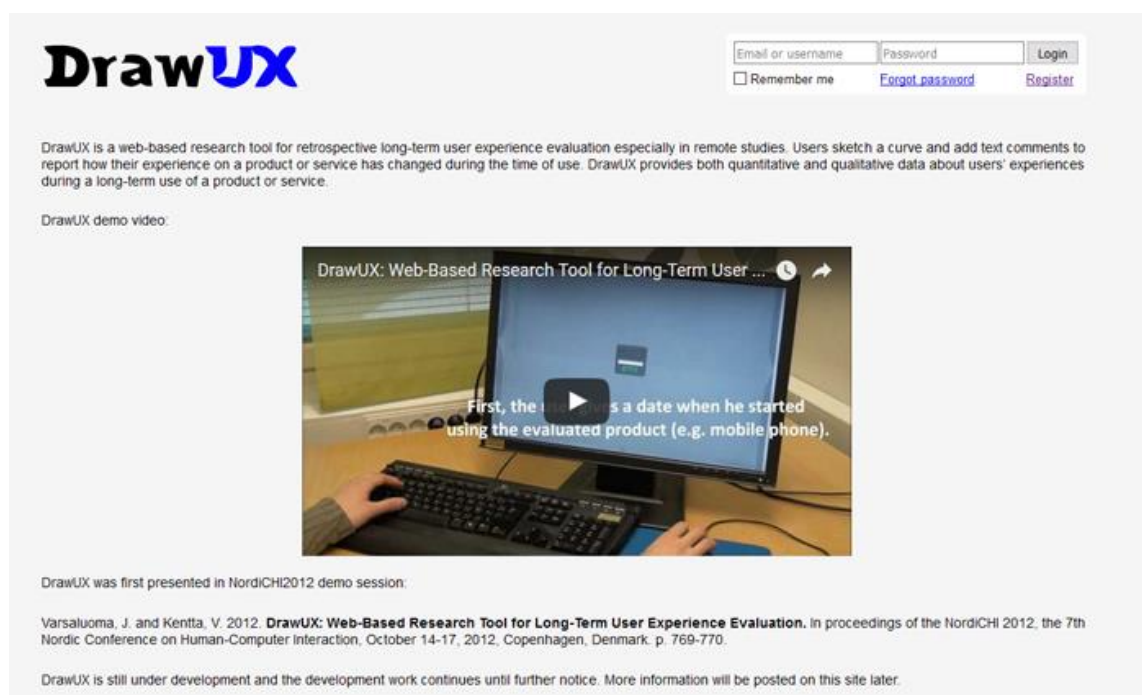 DrawUX
Email or username Password Login
Remember me Forgot password Register
DrawUX is a web-based research tool for retrospective long-term user experience evaluation especially in remote studies. Users sketch a curve and add text comments to
report how their experience on a product or service has changed during the time of use. DrawUX provides both quantitative and qualitative data about users' experiences
during a long-term use of a product or service.
DrawUX demo video:
DrawUX: Web-Based Research Tool for Long-Term User ...
First, the s a date when he started
using the evaluated product (e.g. mobile phone).
DrawUX was first presented in NordiCHI2012 demo session:
Varsaluoma, J. and Kentta, V. 2012. DrawUX: Web-Based Research Tool for Long-Term User Experience Evaluation. In proceedings of the NordiCHI 2012, the 7th
Nordic Conference on Human-Computer Interaction, October 14-17, 2012, Copenhagen, Denmark. p. 769-770.
DrawUX is still under development and the development work continues until further notice. More information will be posted on this site later.